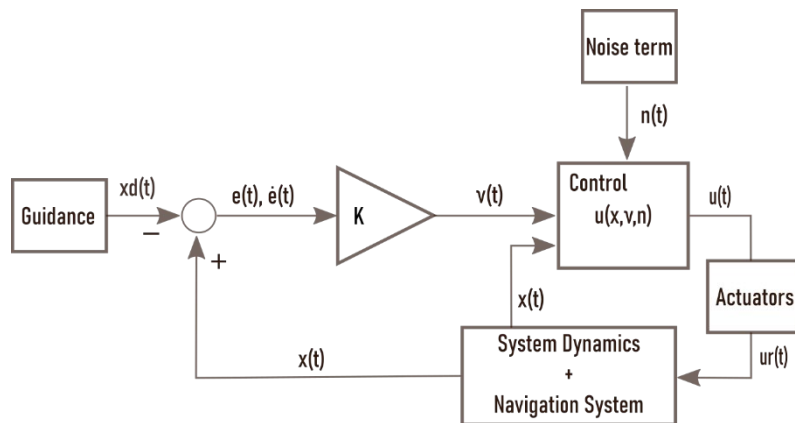 Noise term
n(t)
Guidance
xd(t)
−
+
e(t), ė(t)
K
v(t)
Control
u(x,v,n)
u(t)
Actuators
ur(t)
x(t)
x(t)
System Dynamics
+
Navigation System